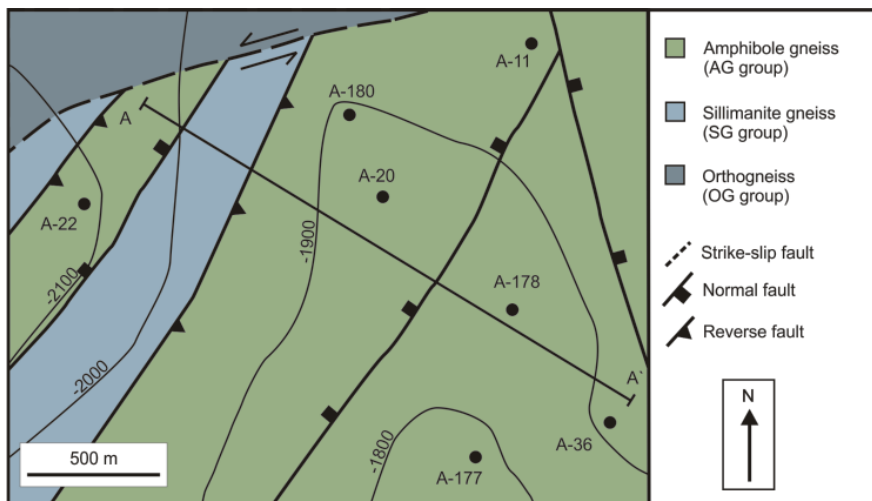 A
A-11
A-180
A-20
A-22
-1900
-2100
A-178
-2000
A`
A-36
-1800
A-177
500 m
Amphibole gneiss
(AG group)
Sillimanite gneiss
(SG group)
Orthogneiss
(OG group)
Strike-slip fault
Normal fault
Reverse fault
N